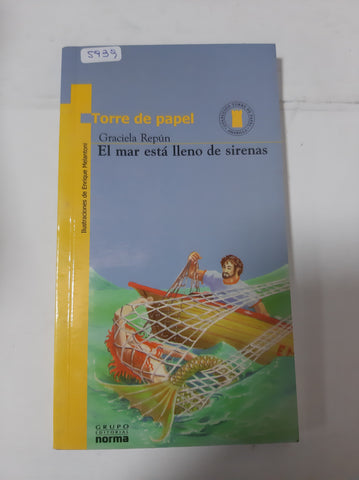 5939
Torre de papel
Graciela Repún
El mar está lleno de sirenas
Ilustraciones de Enrique Melantoni
GRUPO
EDITORIAL
norma